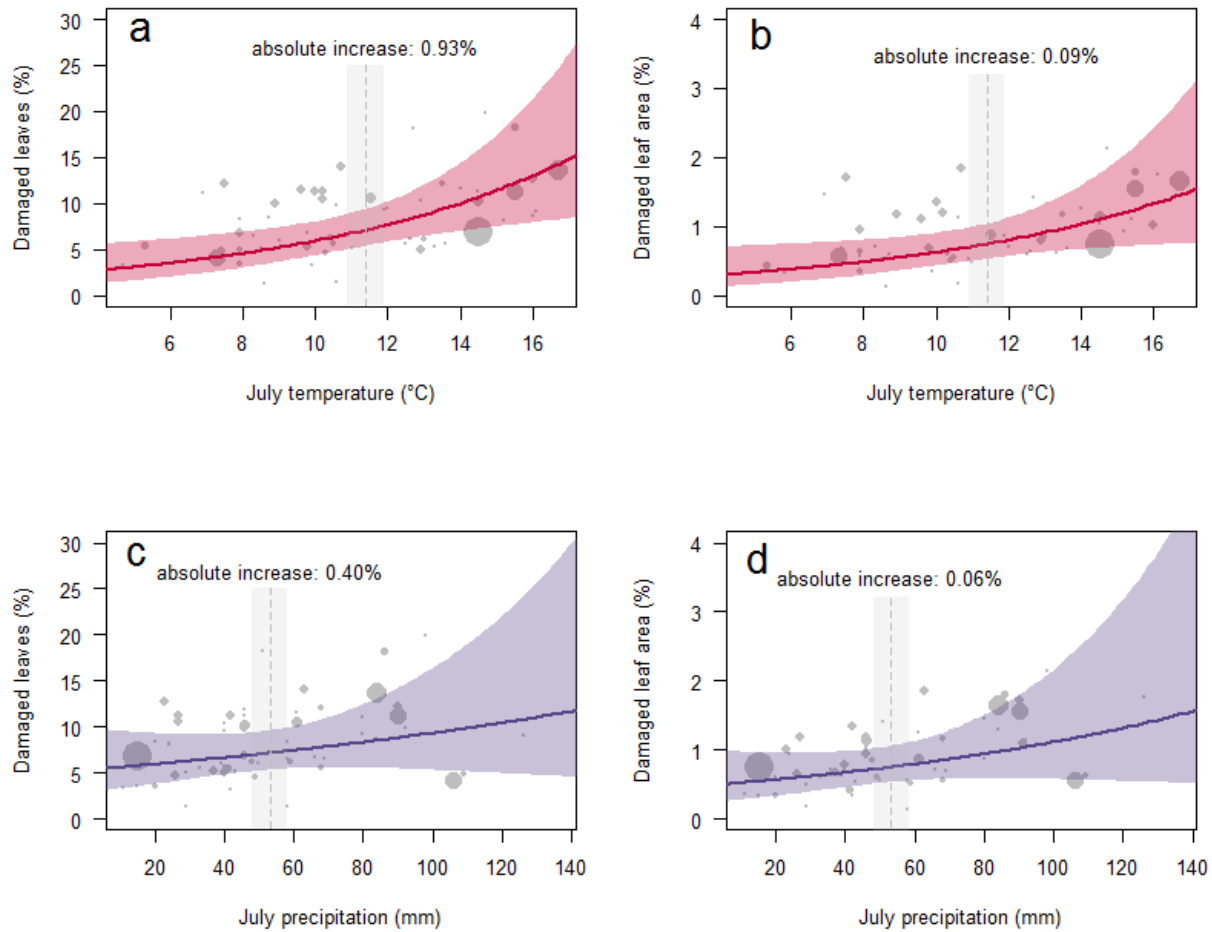 a
absolute increase: 0.93%
Damaged leaves (%)
30
25
20
15
10
5
0
6 8 10 12 14 16
July temperature (°C)
b
absolute increase: 0.09%
Damaged leaf area (%)
4
3
2
1
0
6 8 10 12 14 16
July temperature (°C)
c
absolute increase: 0.40%
Damaged leaves (%)
30
25
20
15
10
5
0
20 40 60 80 100 120 140
July precipitation (mm)
d
absolute increase: 0.06%
Damaged leaf area (%)
4
3
2
1
0
20 40 60 80 100 120 140
July precipitation (mm)